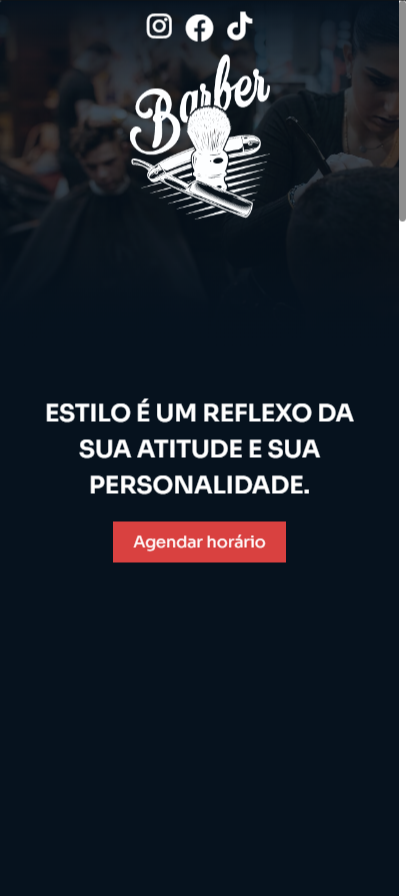 Barber
ESTILO É UM REFLEXO DA
SUA ATITUDE E SUA
PERSONALIDADE.
Agendar horário